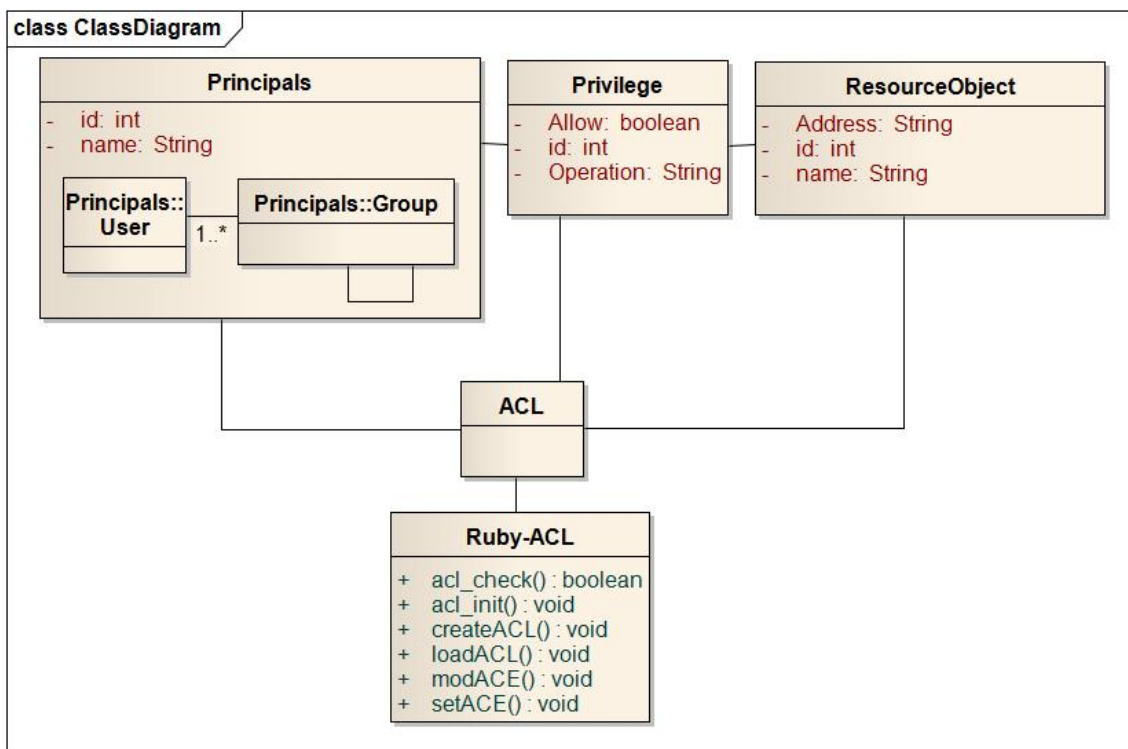 class ClassDiagram
Principals
- id: int
- name: String
Principals::
User
1..*
Principals::Group
Privilege
- Allow: boolean
- id: int
- Operation: String
ResourceObject
- Address: String
- id: int
- name: String
ACL
Ruby-ACL
+ acl_check() : boolean
+ acl_init() : void
+ createACL() : void
+ loadACL() : void
+ modACE() : void
+ setACE() : void